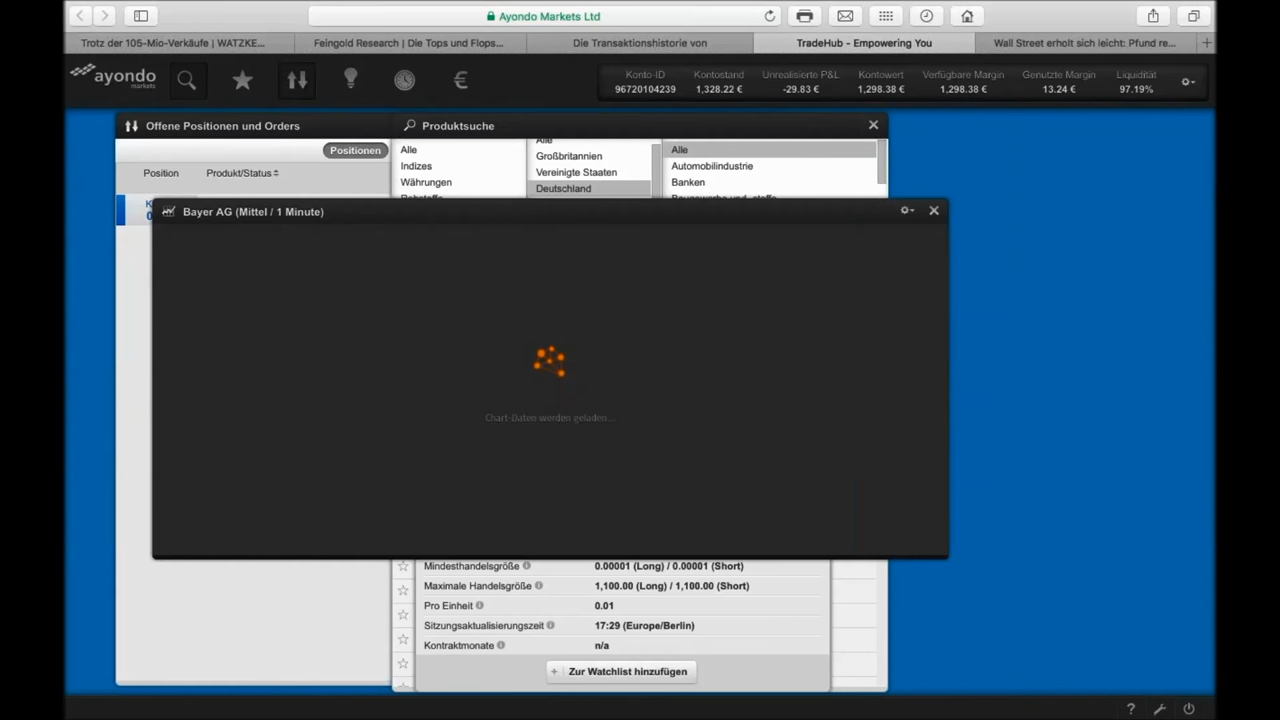 Ayondo Markets Ltd
Trotz der 105-Mio-Verkäufe | WATZKE...
Feingold Research | Die Tops und Flops...
Die Transaktionshistorie von
TradeHub - Empowering You
Wall Street erholt sich leicht: Pfund re...
ayondo
markets
Konto-ID Kontostand Unrealisierte P&L Kontowert Verfügbare Margin Genutzte Margin Liquidität
96720104239 1,328.22 € -29.83 € 1,298.38 € 1,298.38 € 13.24 € 97.19%
Offene Positionen und Orders
Produktsuche
Positionen
Position Produkt/Status
Alle
Indizes
Währungen
Rohstoffe
Alle
Großbritannien
Vereinigte Staaten
Deutschland
Alle
Automobilindustrie
Banken
Baugewerbe und -stoffe
K
0
Bayer AG (Mittel / 1 Minute)
Chart-Daten werden geladen...
Mindesthandelsgröße 0.00001 (Long) / 0.00001 (Short)
Maximale Handelsgröße 1,100.00 (Long) / 1,100.00 (Short)
Pro Einheit 0.01
Sitzungsaktualisierungszeit 17:29 (Europe/Berlin)
Kontraktmonate n/a
+ Zur Watchlist hinzufügen